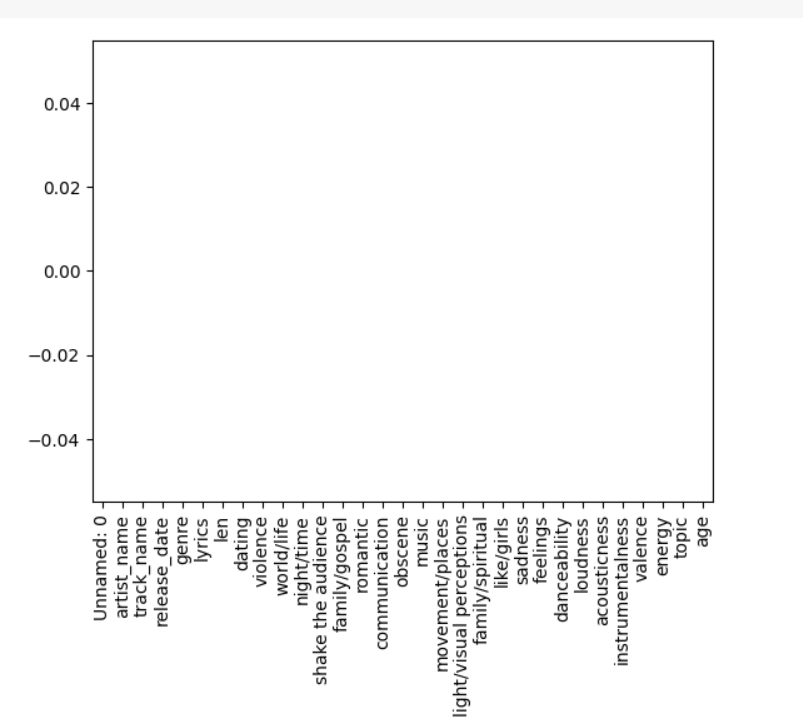 0.04
0.02
0.00
−0.02
−0.04
Unnamed: 0
artist_name
track_name
release_date
genre
lyrics
len
dating
violence
world/life
night/time
shake the audience
family/gospel
romantic
communication
obscene
music
movement/places
light/visual perceptions
family/spiritual
like/girls
sadness
feelings
danceability
loudness
acousticness
instrumentalness
valence
energy
topic
age